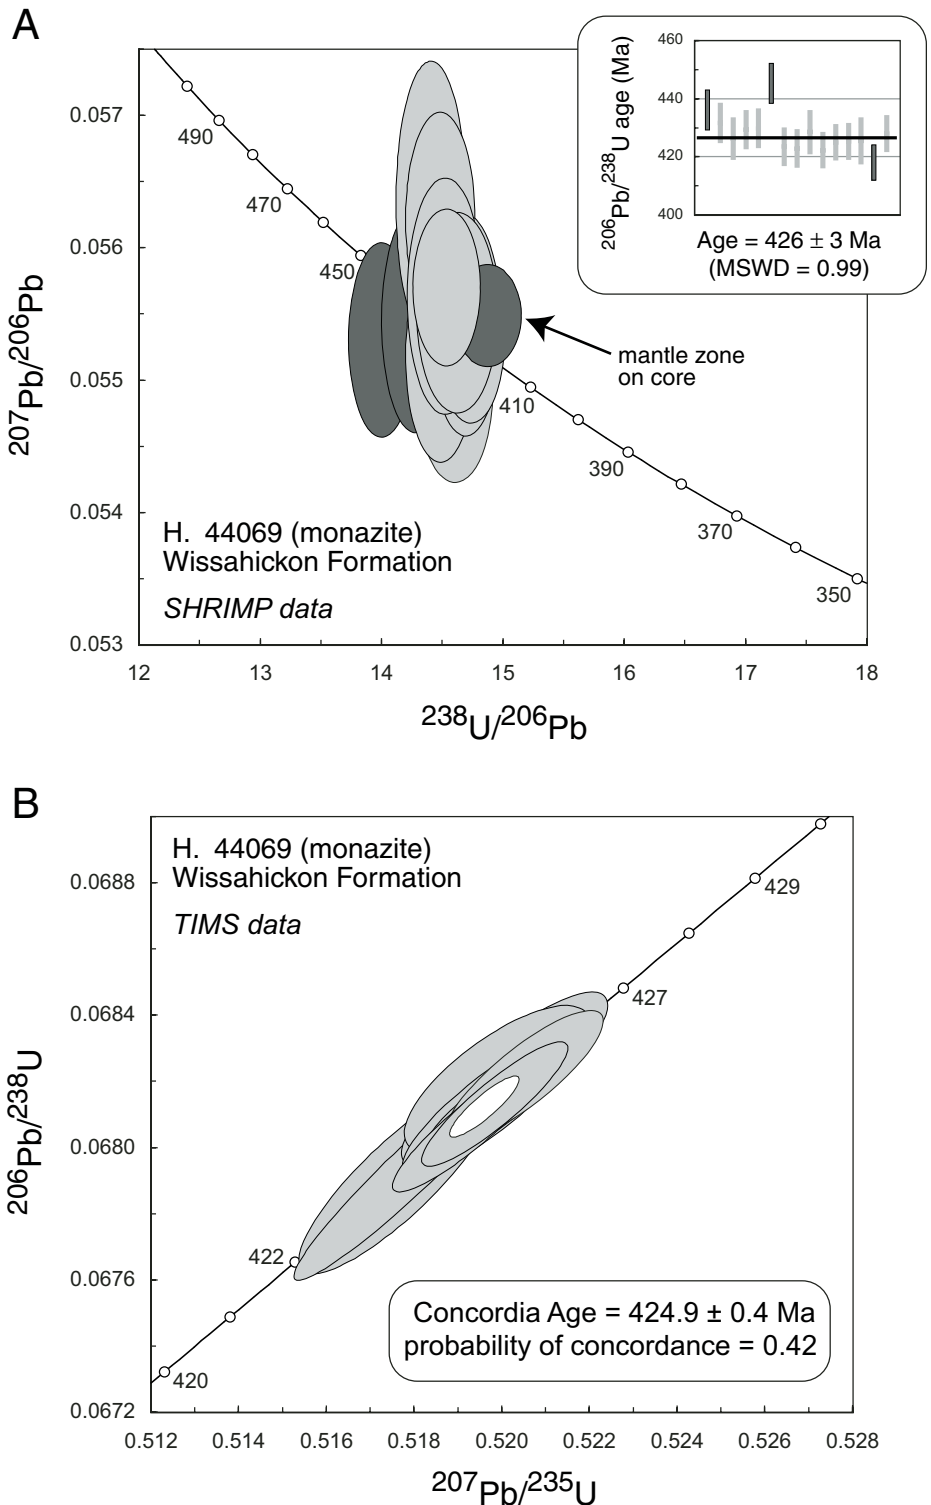 A
0.057
0.056
0.055
0.054
0.053
207Pb/206Pb
490
470
450
410
390
370
350
mantle zone
on core
460
440
420
400
206Pb/238U age (Ma)
Age = 426 ± 3 Ma
(MSWD = 0.99)
H. 44069 (monazite)
Wissahickon Formation
SHRIMP data
12 13 14 15 16 17 18
238U/206Pb
B
H. 44069 (monazite)
Wissahickon Formation
TIMS data
0.0688
0.0684
0.0680
0.0676
0.0672
206Pb/238U
429
427
422
420
Concordia Age = 424.9 ± 0.4 Ma
probability of concordance = 0.42
0.512 0.514 0.516 0.518 0.520 0.522 0.524 0.526 0.528
207Pb/235U